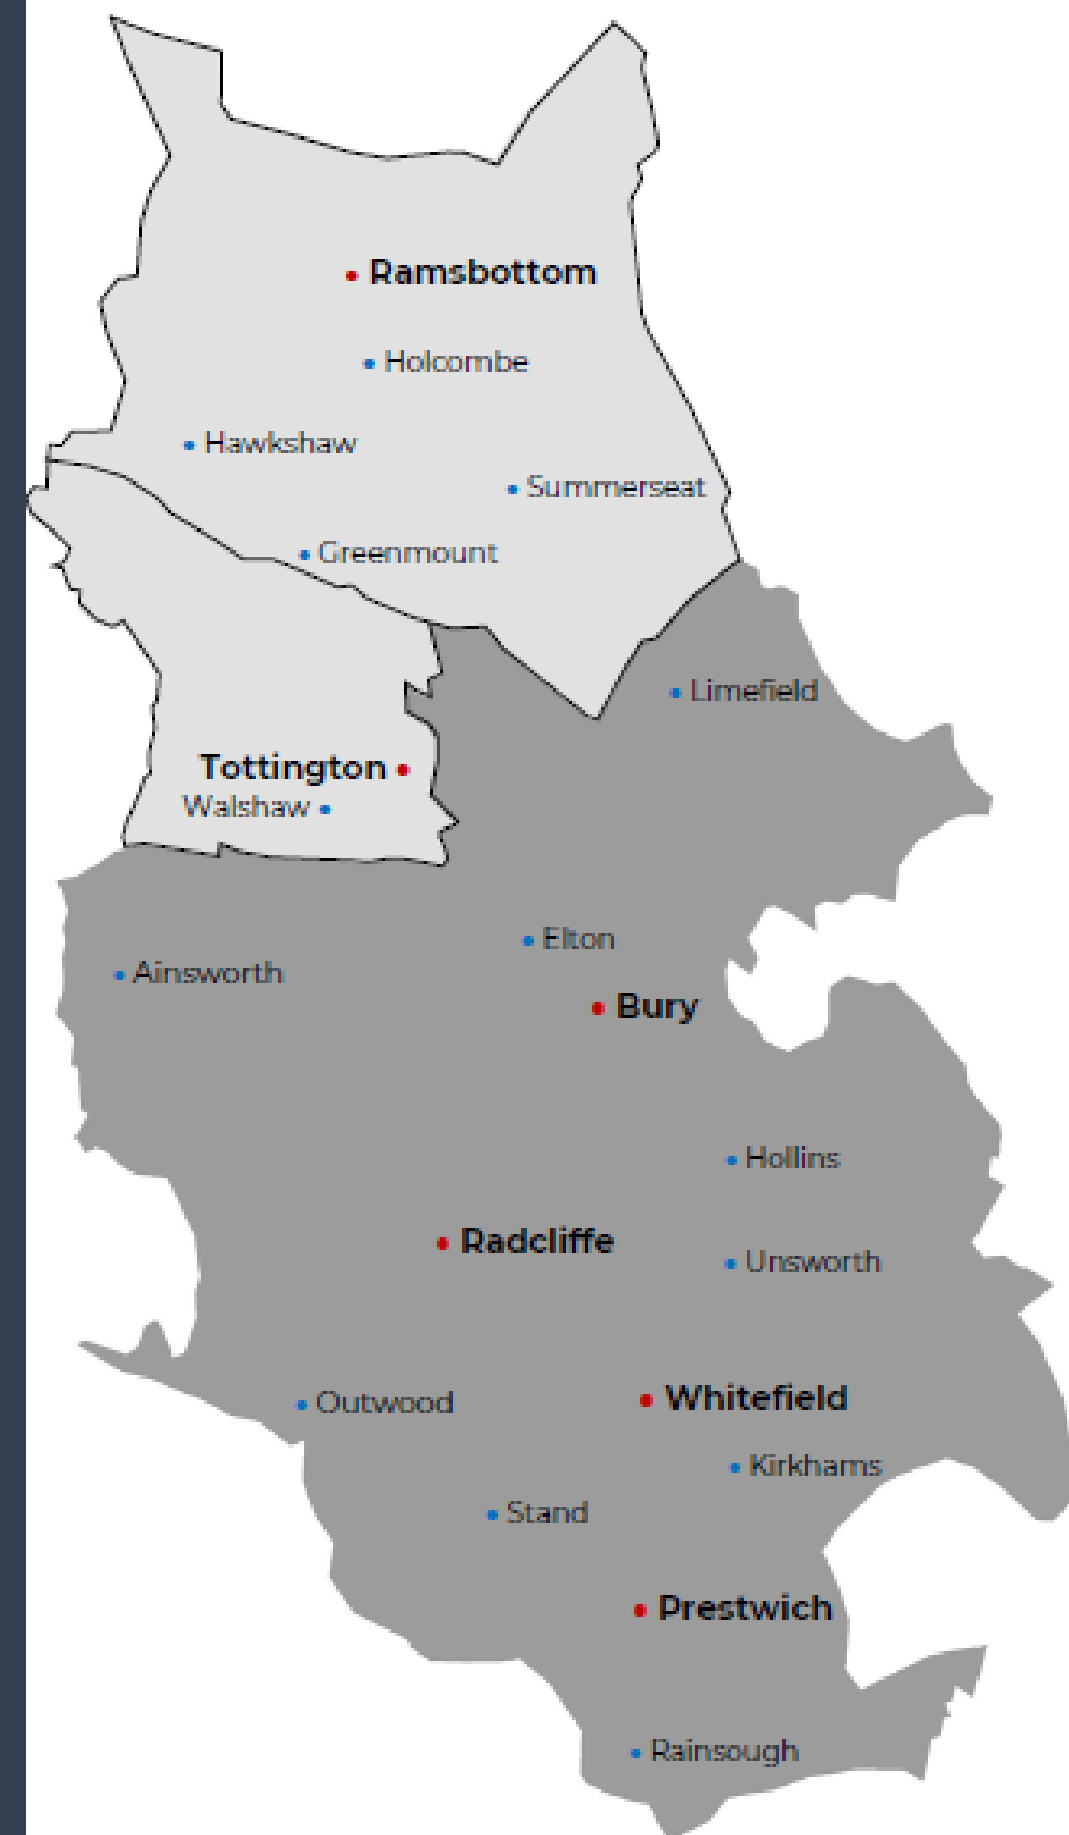 Ramsbottom
Holcombe
Hawkshaw
Summerseat
Greenmount
Limefield
Tottington
Walshaw
Elton
Ainsworth
Bury
Hollins
Radcliffe
Unsworth
Whitefield
Outwood
Kirkhams
Stand
Prestwich
Rainsough